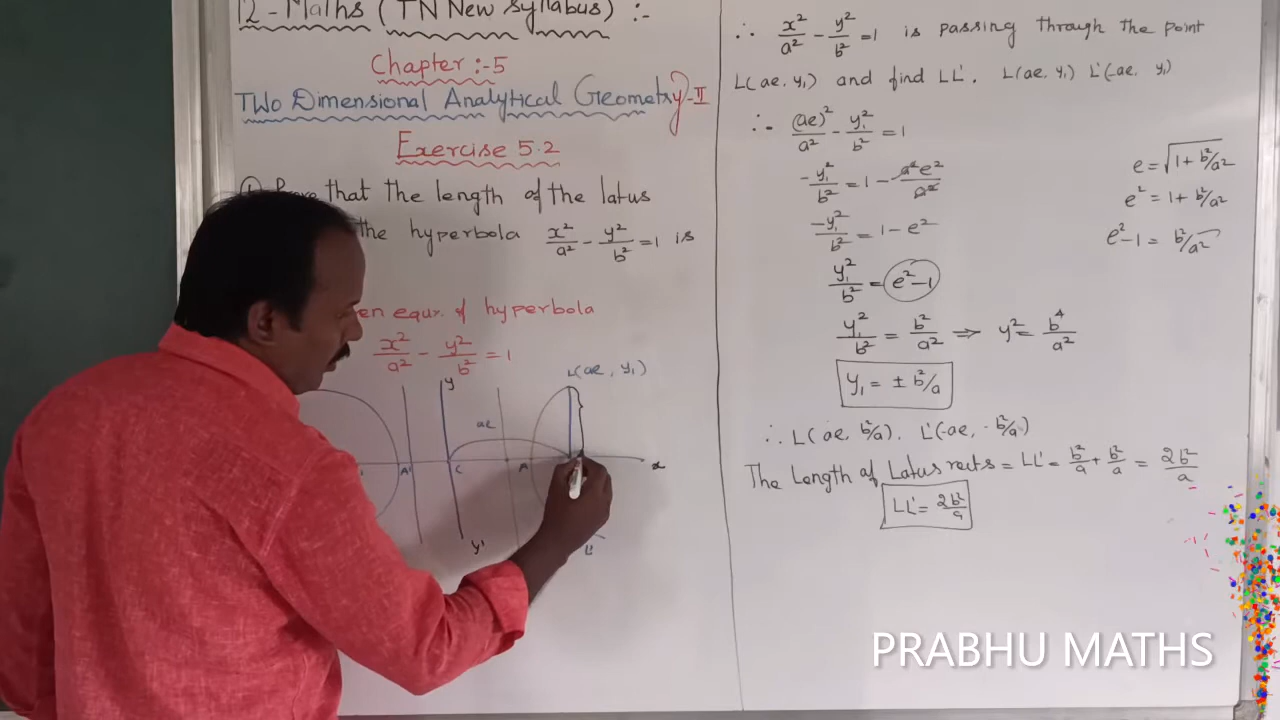 12-Maths (TN New Syllabus) :-
Chapter :-5
Two Dimensional Analytical Geometry-II
Exercise 5.2
that the length of the latus
the hyperbola x²/a² - y²/b² = 1 is
equn. of hyperbola
x²/a² - y²/b² = 1
L(ae, y₁)
y
ae
A'
C
A
x
y'
L'
∴ x²/a² - y²/b² = 1 is passing through the point
L(ae, y₁) and find LL'. L(ae, y₁) L'(ae, y₁)
∴ (ae)²/a² - y₁²/b² = 1
-y₁²/b² = 1 - a²e²/a²
-y₁²/b² = 1 - e²
y₁²/b² = e²-1
y₁²/b² = b²/a² ⇒ y² = b⁴/a²
y₁ = ± b²/a
e = √(1 + b²/a²)
e² = 1 + b²/a²
e²-1 = b²/a²
∴ L(ae, b²/a), L'(-ae, -b²/a)
The Length of Latus rects = LL' = b²/a + b²/a = 2b²/a
LL' = 2b²/a
PRABHU MATHS